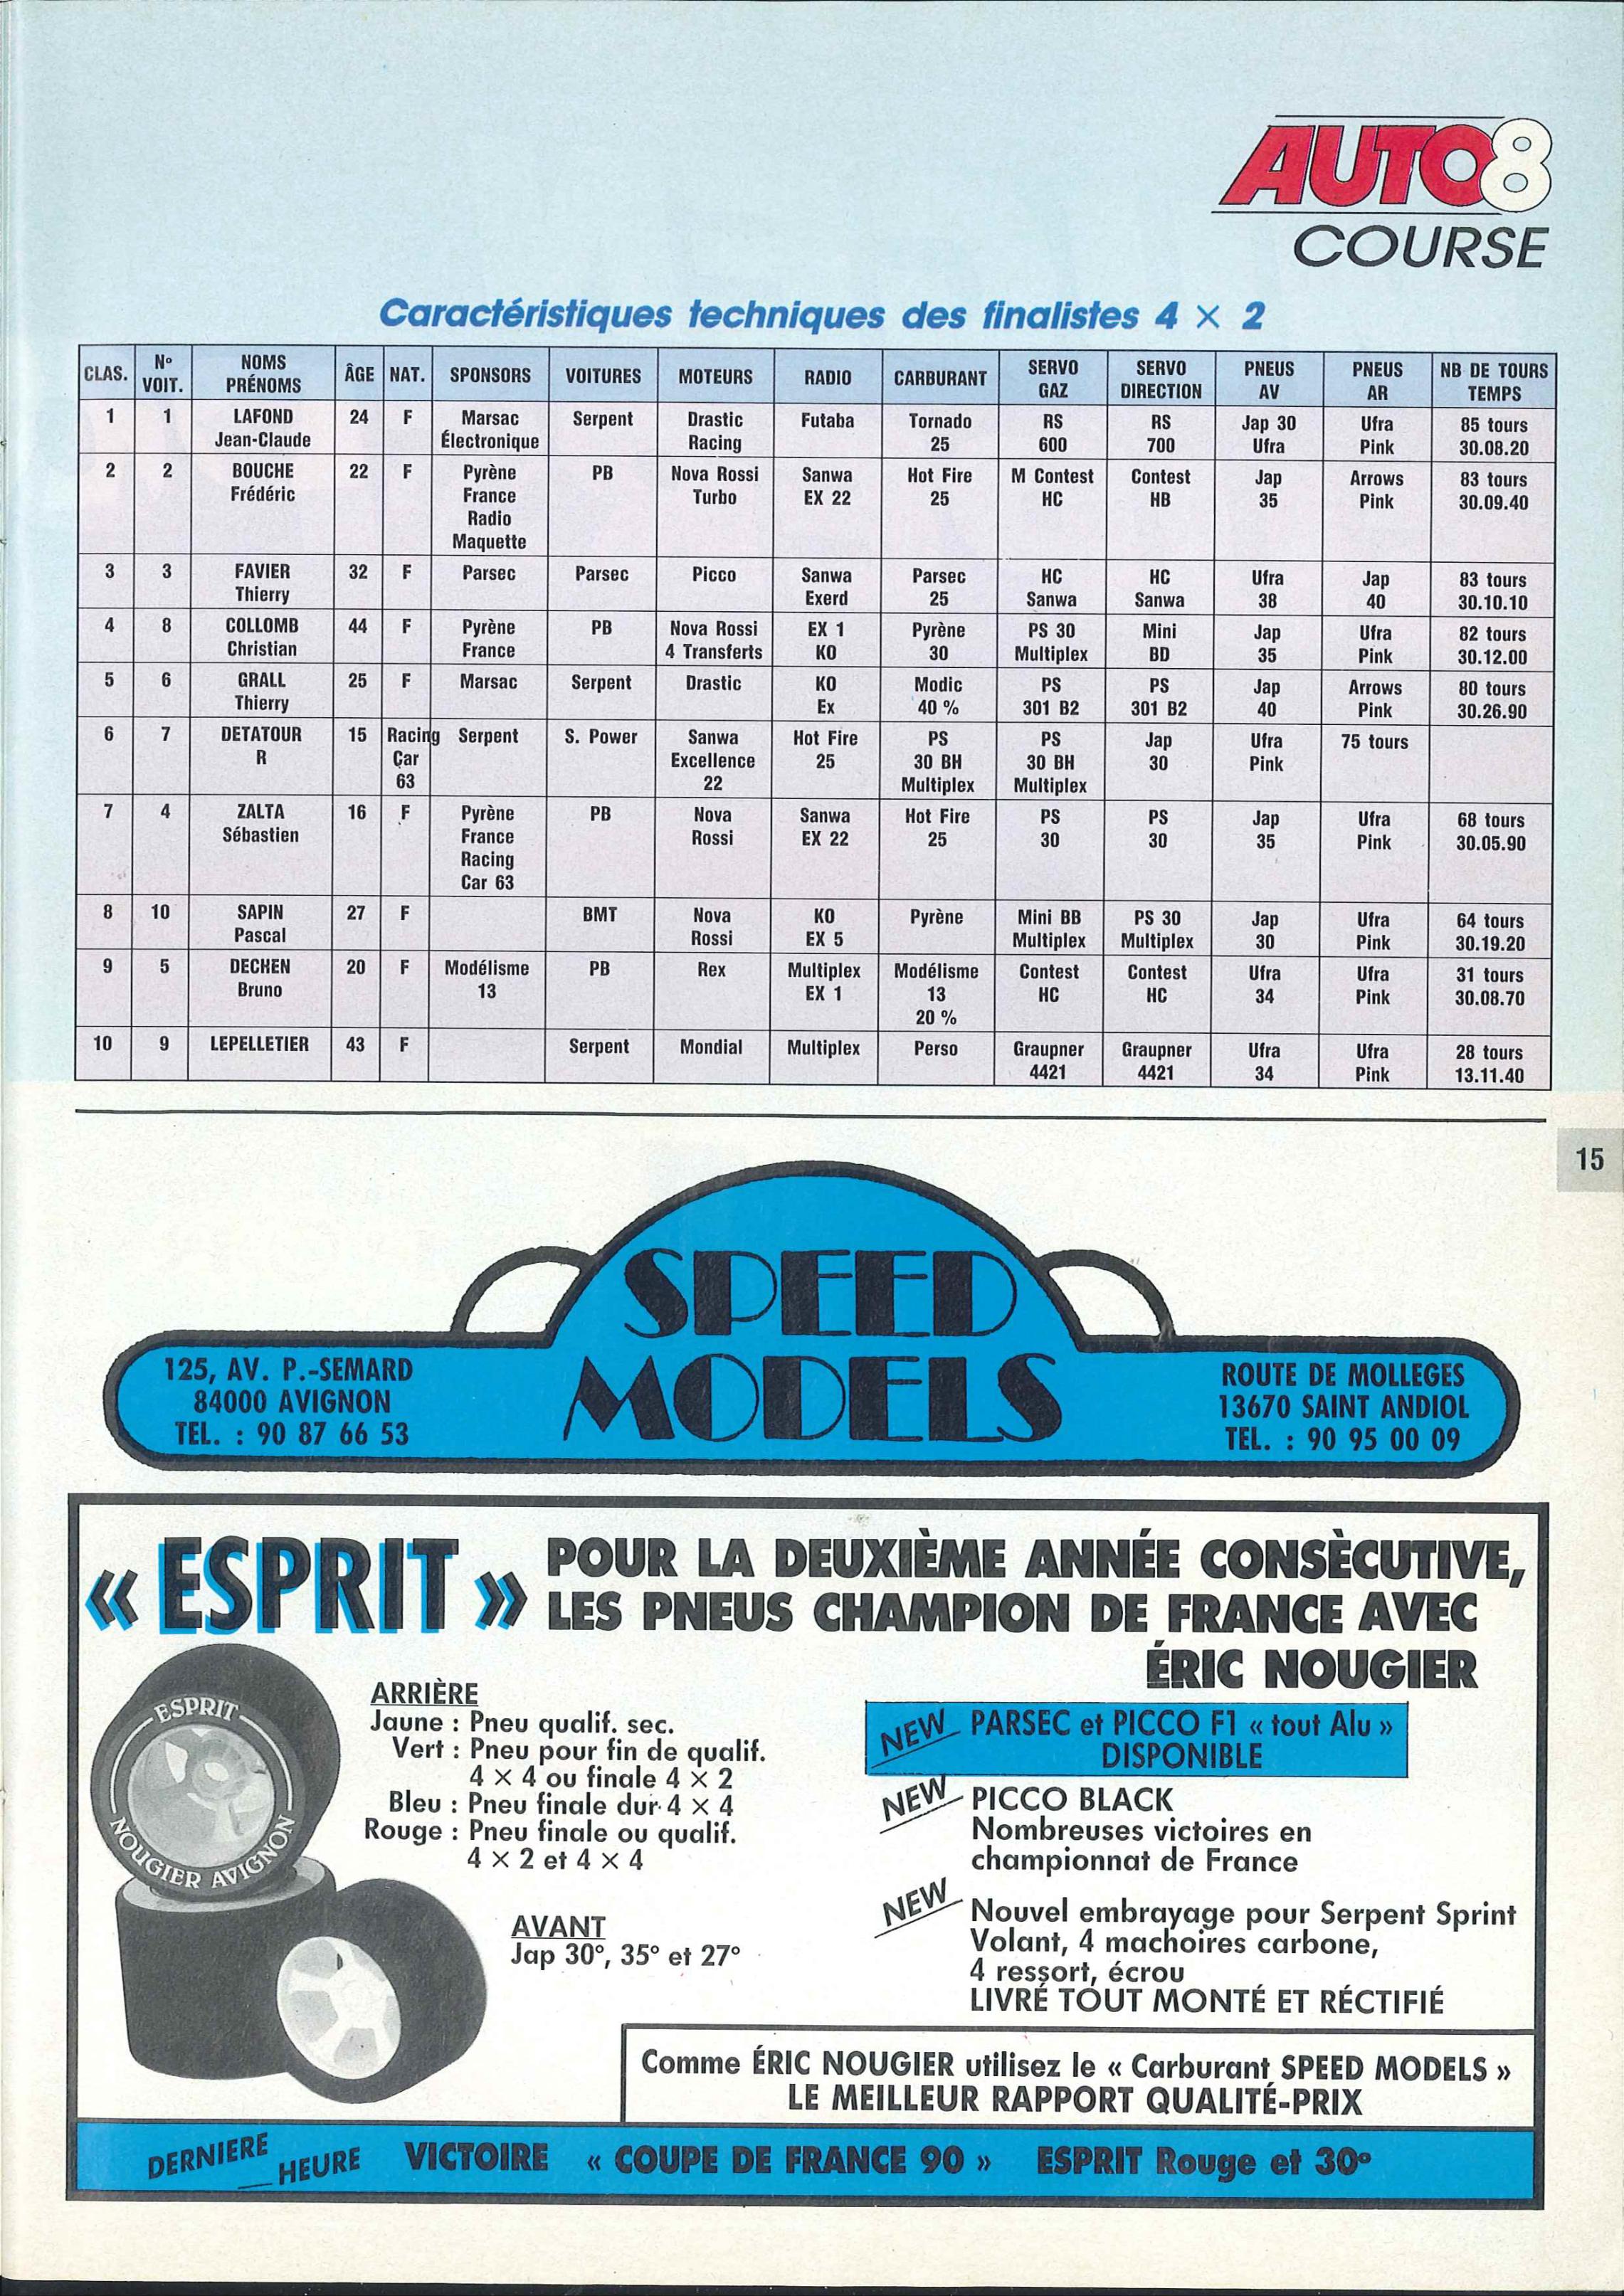 AUTO8
COURSE
Caractéristiques techniques des finalistes 4 × 2
CLAS. | N° VOIT. | NOMS PRÉNOMS | ÂGE | NAT. | SPONSORS | VOITURES | MOTEURS | RADIO | CARBURANT | SERVO GAZ | SERVO DIRECTION | PNEUS AV | PNEUS AR | NB DE TOURS TEMPS
1 | 1 | LAFOND Jean-Claude | 24 | F | Marsac Électronique | Serpent | Drastic Racing | Futaba | Tornado 25 | RS 600 | RS 700 | Jap 30 Ufra | Ufra Pink | 85 tours 30.08.20
2 | 2 | BOUCHE Frédéric | 22 | F | Pyrène France Radio Maquette | PB | Nova Rossi Turbo | Sanwa EX 22 | Hot Fire 25 | M Contest HC | Contest HB | Jap 35 | Arrows Pink | 83 tours 30.09.40
3 | 3 | FAVIER Thierry | 32 | F | Parsec | Parsec | Picco | Sanwa Exerd | Parsec 25 | HC Sanwa | HC Sanwa | Ufra 38 | Jap 40 | 83 tours 30.10.10
4 | 8 | COLLOMB Christian | 44 | F | Pyrène France | PB | Nova Rossi 4 Transferts | EX 1 KO | Pyrène 30 | PS 30 Multiplex | Mini BD | Jap 35 | Ufra Pink | 82 tours 30.12.00
5 | 6 | GRALL Thierry | 25 | F | Marsac | Serpent | Drastic | KO Ex | Modic 40 % | PS 301 B2 | PS 301 B2 | Jap 40 | Arrows Pink | 80 tours 30.26.90
6 | 7 | DETATOUR R | 15 | Racing Çar 63 | Serpent | S. Power | Sanwa Excellence 22 | Hot Fire 25 | PS 30 BH Multiplex | PS 30 BH Multiplex | Jap 30 | Ufra Pink | 75 tours
7 | 4 | ZALTA Sébastien | 16 | F | Pyrène France Racing Car 63 | PB | Nova Rossi | Sanwa EX 22 | Hot Fire 25 | PS 30 | PS 30 | Jap 35 | Ufra Pink | 68 tours 30.05.90
8 | 10 | SAPIN Pascal | 27 | F | | BMT | Nova Rossi | KO EX 5 | Pyrène | Mini BB Multiplex | PS 30 Multiplex | Jap 30 | Ufra Pink | 64 tours 30.19.20
9 | 5 | DECHEN Bruno | 20 | F | Modélisme 13 | PB | Rex | Multiplex EX 1 | Modélisme 13 20 % | Contest HC | Contest HC | Ufra 34 | Ufra Pink | 31 tours 30.08.70
10 | 9 | LEPELLETIER | 43 | F | | Serpent | Mondial | Multiplex | Perso | Graupner 4421 | Graupner 4421 | Ufra 34 | Ufra Pink | 28 tours 13.11.40
15
SPEED
MODELS
125, AV. P.-SEMARD
84000 AVIGNON
TEL. : 90 87 66 53
ROUTE DE MOLLEGES
13670 SAINT ANDIOL
TEL. : 90 95 00 09
« ESPRIT »
POUR LA DEUXIÈME ANNÉE CONSÈCUTIVE,
LES PNEUS CHAMPION DE FRANCE AVEC
ÉRIC NOUGIER
ESPRIT
NOUGIER AVIGNON
ARRIÈRE
Jaune : Pneu qualif. sec.
Vert : Pneu pour fin de qualif.
4 × 4 ou finale 4 × 2
Bleu : Pneu finale dur 4 × 4
Rouge : Pneu finale ou qualif.
4 × 2 et 4 × 4
AVANT
Jap 30°, 35° et 27°
NEW PARSEC et PICCO F1 « tout Alu »
DISPONIBLE
NEW PICCO BLACK
Nombreuses victoires en
championnat de France
NEW Nouvel embrayage pour Serpent Sprint
Volant, 4 machoires carbone,
4 ressort, écrou
LIVRÉ TOUT MONTÉ ET RÉCTIFIÉ
Comme ÉRIC NOUGIER utilisez le « Carburant SPEED MODELS »
LE MEILLEUR RAPPORT QUALITÉ-PRIX
DERNIERE HEURE VICTOIRE « COUPE DE FRANCE 90 » ESPRIT Rouge et 30°